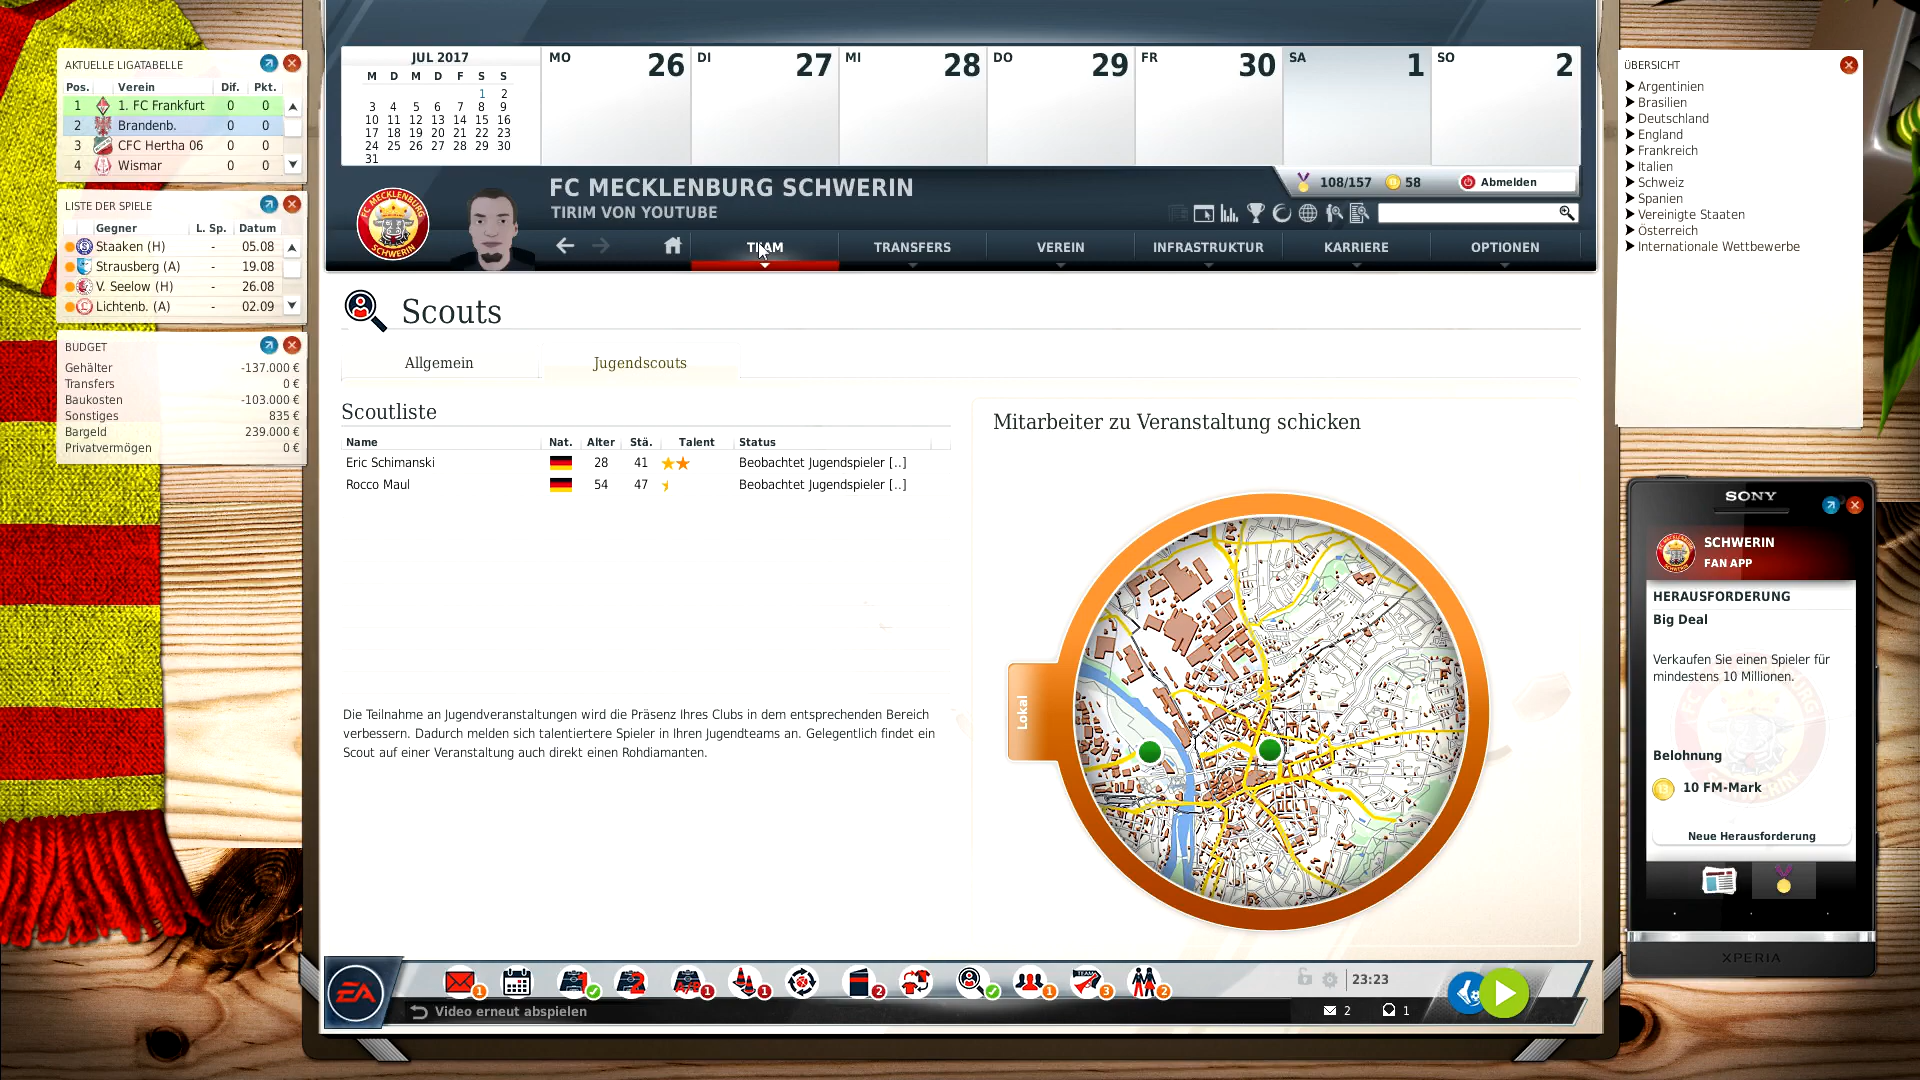 AKTUELLE LIGATABELLE
Pos. Verein Dif. Pkt.
1 1. FC Frankfurt 0 0
2 Brandenb. 0 0
3 CFC Hertha 06 0 0
4 Wismar 0 0
LISTE DER SPIELE
Gegner L. Sp. Datum
Staaken (H) - 05.08
Strausberg (A) - 19.08
V. Seelow (H) - 26.08
Lichtenb. (A) - 02.09
BUDGET
Gehälter -137.000 €
Transfers 0 €
Baukosten -103.000 €
Sonstiges 835 €
Bargeld 239.000 €
Privatvermögen 0 €
JUL 2017
M D M D F S S
1 2
3 4 5 6 7 8 9
10 11 12 13 14 15 16
17 18 19 20 21 22 23
24 25 26 27 28 29 30
31
MO 26 DI 27 MI 28 DO 29 FR 30 SA 1 SO 2
FC MECKLENBURG SCHWERIN
TIRIM VON YOUTUBE
108/157 58 Abmelden
TEAM TRANSFERS VEREIN INFRASTRUKTUR KARRIERE OPTIONEN
Scouts
Allgemein Jugendscouts
Scoutliste
Name Nat. Alter Stä. Talent Status
Eric Schimanski 28 41 Beobachtet Jugendspieler [..]
Rocco Maul 54 47 Beobachtet Jugendspieler [..]
Die Teilnahme an Jugendveranstaltungen wird die Präsenz Ihres Clubs in dem entsprechenden Bereich
verbessern. Dadurch melden sich talentiertere Spieler in Ihren Jugendteams an. Gelegentlich findet ein
Scout auf einer Veranstaltung auch direkt einen Rohdiamanten.
Mitarbeiter zu Veranstaltung schicken
Lokal
ÜBERSICHT
Argentinien
Brasilien
Deutschland
England
Frankreich
Italien
Schweiz
Spanien
Vereinigte Staaten
Österreich
Internationale Wettbewerbe
SONY
SCHWERIN
FAN APP
HERAUSFORDERUNG
Big Deal
Verkaufen Sie einen Spieler für
mindestens 10 Millionen.
Belohnung
10 FM-Mark
Neue Herausforderung
XPERIA
EA
1 1 2 A/B 1 1 2 1 TEAM 3 2
23:23
Video erneut abspielen
2 1